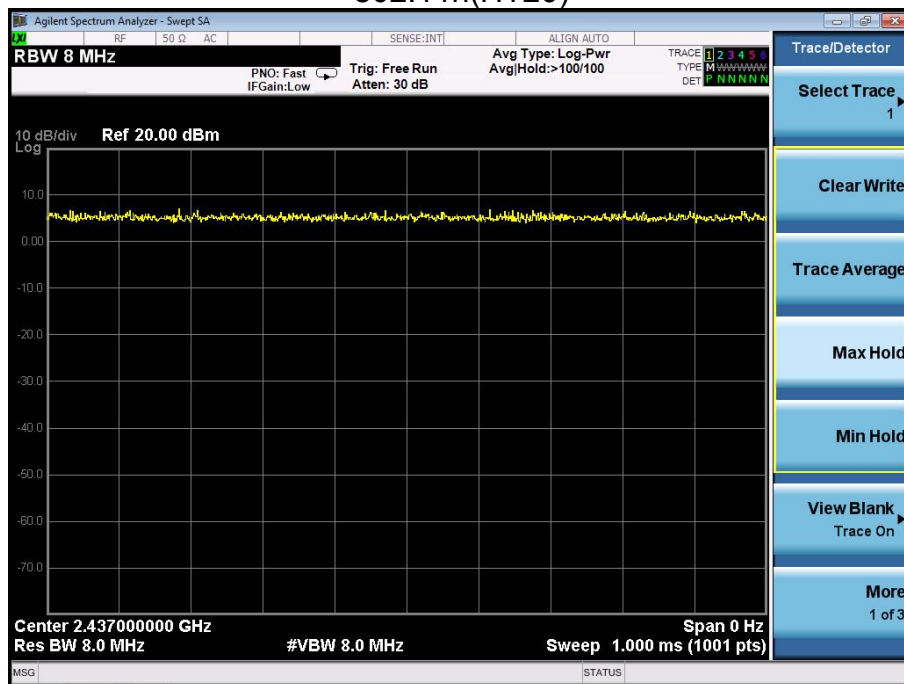 Agilent Spectrum Analyzer - Swept SA
LXI RF 50 Ω AC SENSE:INT ALIGN AUTO
RBW 8 MHz
PNO: Fast
IFGain:Low
Trig: Free Run
Atten: 30 dB
Avg Type: Log-Pwr
Avg|Hold:>100/100
TRACE 1 2 3 4 5 6
TYPE M WWWWW
DET P N N N N N
10 dB/div Ref 20.00 dBm
Log
10.0
0.00
-10.0
-20.0
-30.0
-40.0
-50.0
-60.0
-70.0
Center 2.437000000 GHz Span 0 Hz
Res BW 8.0 MHz #VBW 8.0 MHz Sweep 1.000 ms (1001 pts)
MSG STATUS
Trace/Detector
Select Trace
1
Clear Write
Trace Average
Max Hold
Min Hold
View Blank
Trace On
More
1 of 3